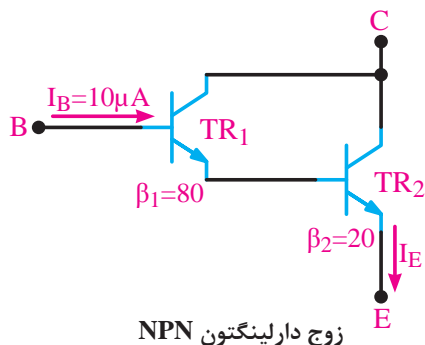 C
I_B=10µA
B
TR₁
TR₂
β₁=80
β₂=20
I_E
E
زوج دارلینگتون NPN